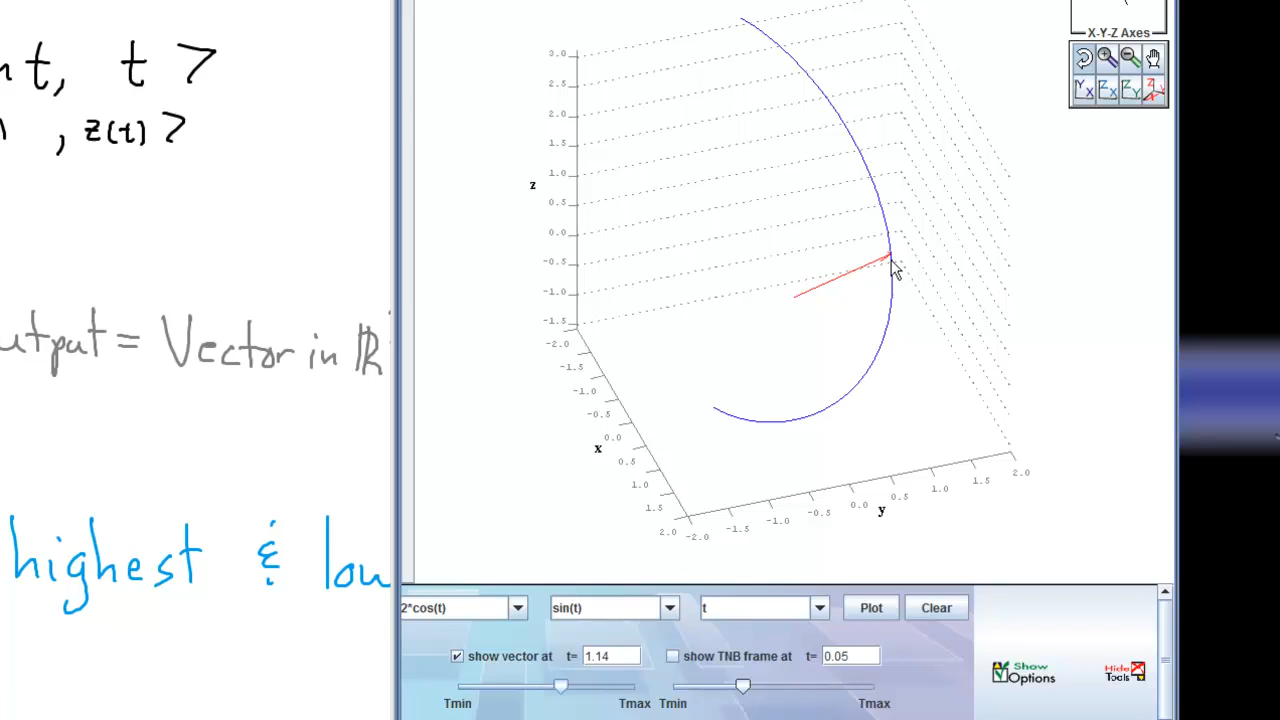 nt, t >
, z(t) >
utput = Vector in ℝ
highest & low
X-Y-Z Axes
3.0
2.5
2.0
1.5
1.0
0.5
0.0
-0.5
-1.0
-1.5
z
-2.0
-1.5
-1.0
-0.5
0.0
0.5
1.0
1.5
2.0
x
-2.0
-1.5
-1.0
-0.5
0.0
0.5
1.0
1.5
2.0
y
2*cos(t) sin(t) t Plot Clear
show vector at t= 1.14 show TNB frame at t= 0.05
Show Options
Hide Tools
Tmin Tmax Tmin Tmax